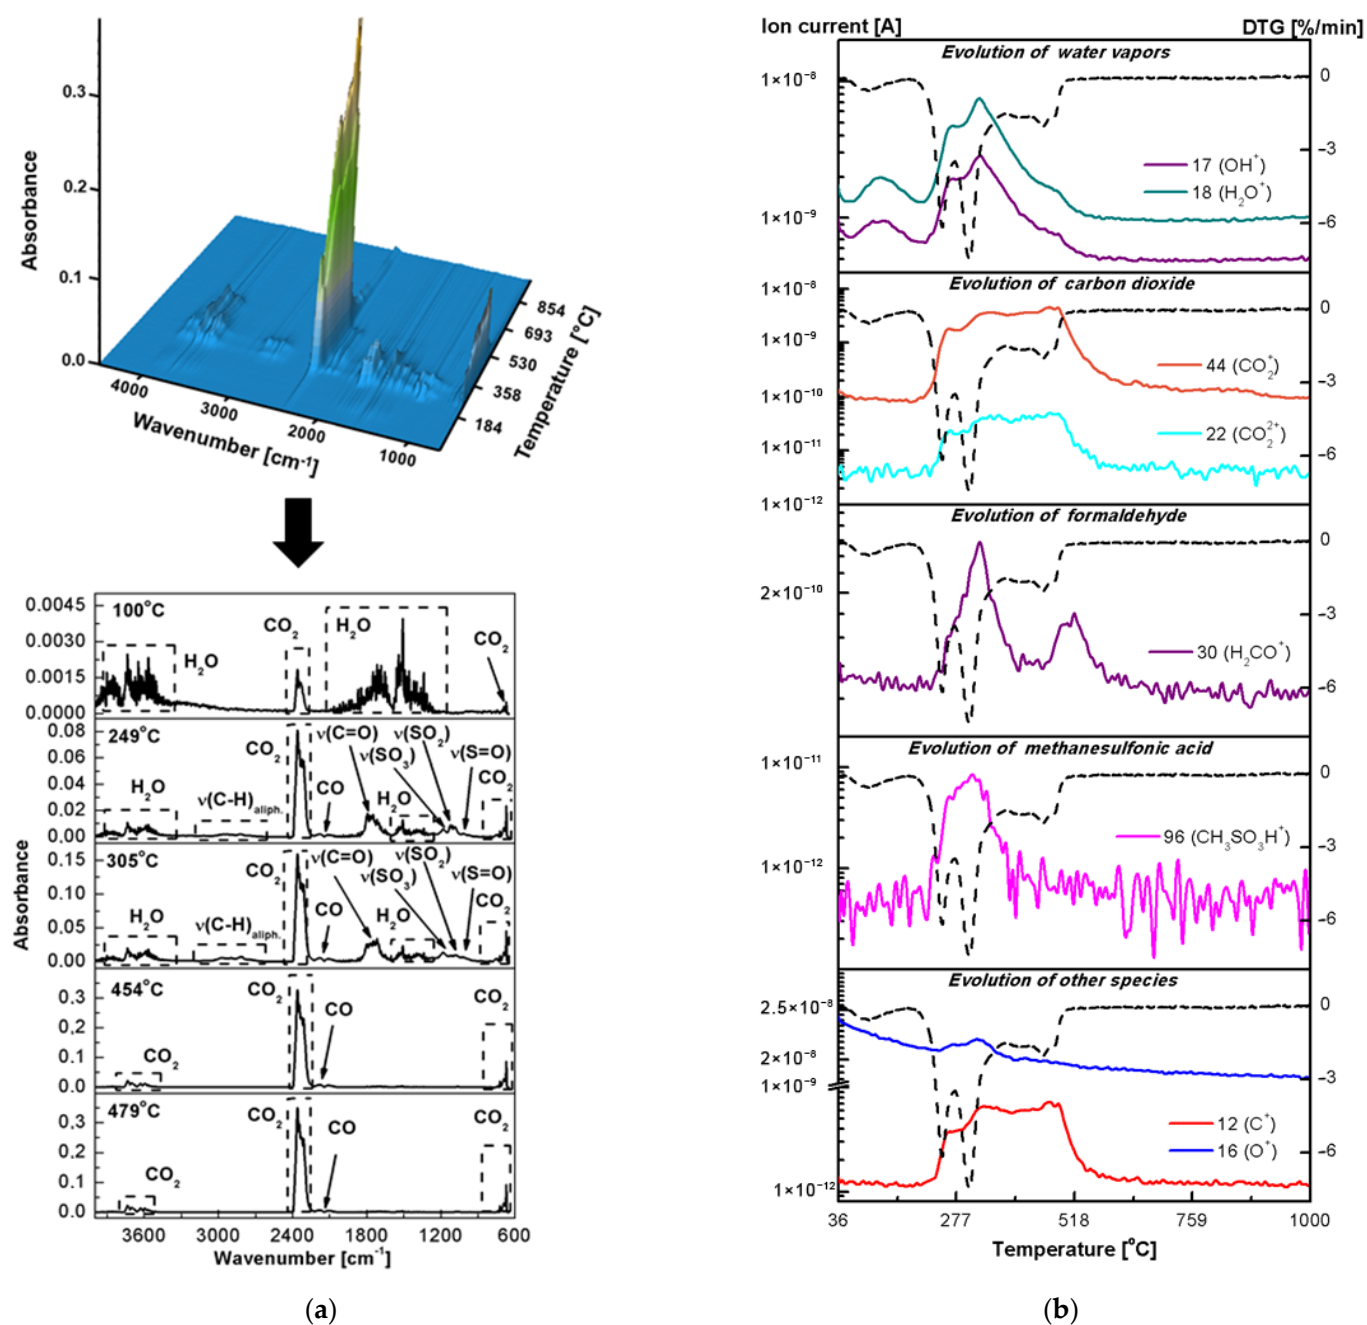 0.3
0.2
0.1
0.0
Absorbance
4000
3000
2000
1000
Wavenumber [cm⁻¹]
854
693
530
358
184
Temperature [°C]
0.0045
0.0030
0.0015
0.0000
100°C
H₂O
CO₂
H₂O
CO₂
0.08
0.06
0.04
0.02
0.00
249°C
H₂O
ν(C-H)aliph.
CO₂
CO
ν(C=O)
ν(SO₃)
ν(SO₂)
ν(S=O)
H₂O
CO₂
0.15
0.10
0.05
0.00
305°C
H₂O
ν(C-H)aliph.
CO₂
CO
ν(C=O)
ν(SO₃)
ν(SO₂)
ν(S=O)
H₂O
CO₂
0.3
0.2
0.1
0.0
454°C
CO₂
CO₂
CO
CO₂
0.3
0.2
0.1
0.0
479°C
CO₂
CO₂
CO
CO₂
Absorbance
3600 3000 2400 1800 1200 600
Wavenumber [cm⁻¹]
(a)
Ion current [A] DTG [%/min]
Evolution of water vapors
1×10⁻⁸
1×10⁻⁹
17 (OH⁺)
18 (H₂O⁺)
0
−3
−6
Evolution of carbon dioxide
1×10⁻⁸
1×10⁻⁹
1×10⁻¹⁰
1×10⁻¹¹
1×10⁻¹²
44 (CO₂⁺)
22 (CO₂²⁺)
0
−3
−6
Evolution of formaldehyde
2×10⁻¹⁰
30 (H₂CO⁺)
0
−3
−6
Evolution of methanesulfonic acid
1×10⁻¹¹
1×10⁻¹²
96 (CH₃SO₃H⁺)
0
−3
−6
Evolution of other species
2.5×10⁻⁸
2×10⁻⁸
1×10⁻⁹
1×10⁻¹²
12 (C⁺)
16 (O⁺)
0
−3
−6
36 277 518 759 1000
Temperature [°C]
(b)